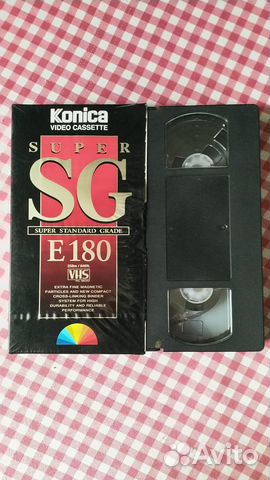 Konica
VIDEO CASSETTE
SUPER
SG
SUPER STANDARD GRADE
E180
VHS
EXTRA FINE MAGNETIC
PARTICLES AND NEW COMPACT
CROSS-LINKING BINDER
SYSTEM FOR HIGH
DURABILITY AND RELIABLE
PERFORMANCE
Avito